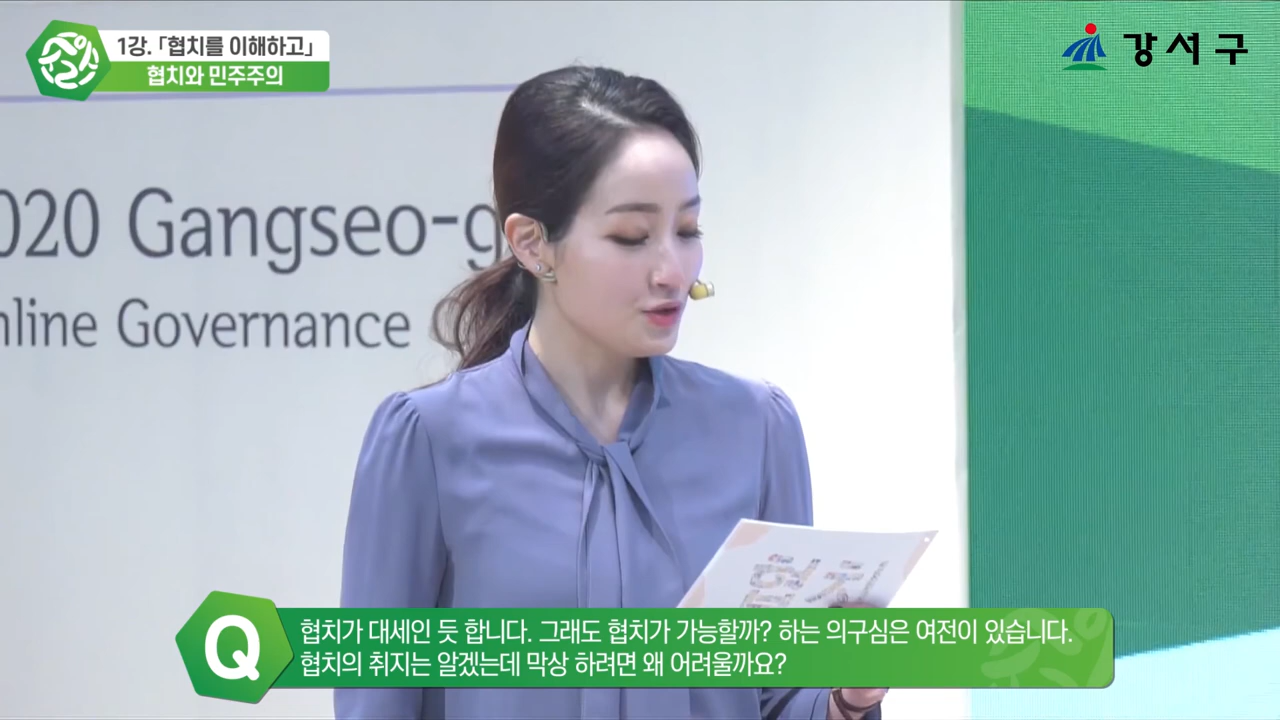 1강. 「협치를 이해하고」
협치와 민주주의
강서구
020 Gangseo-g
nline Governance
협치
Q
협치가 대세인 듯 합니다. 그래도 협치가 가능할까? 하는 의구심은 여전이 있습니다.
협치의 취지는 알겠는데 막상 하려면 왜 어려울까요?